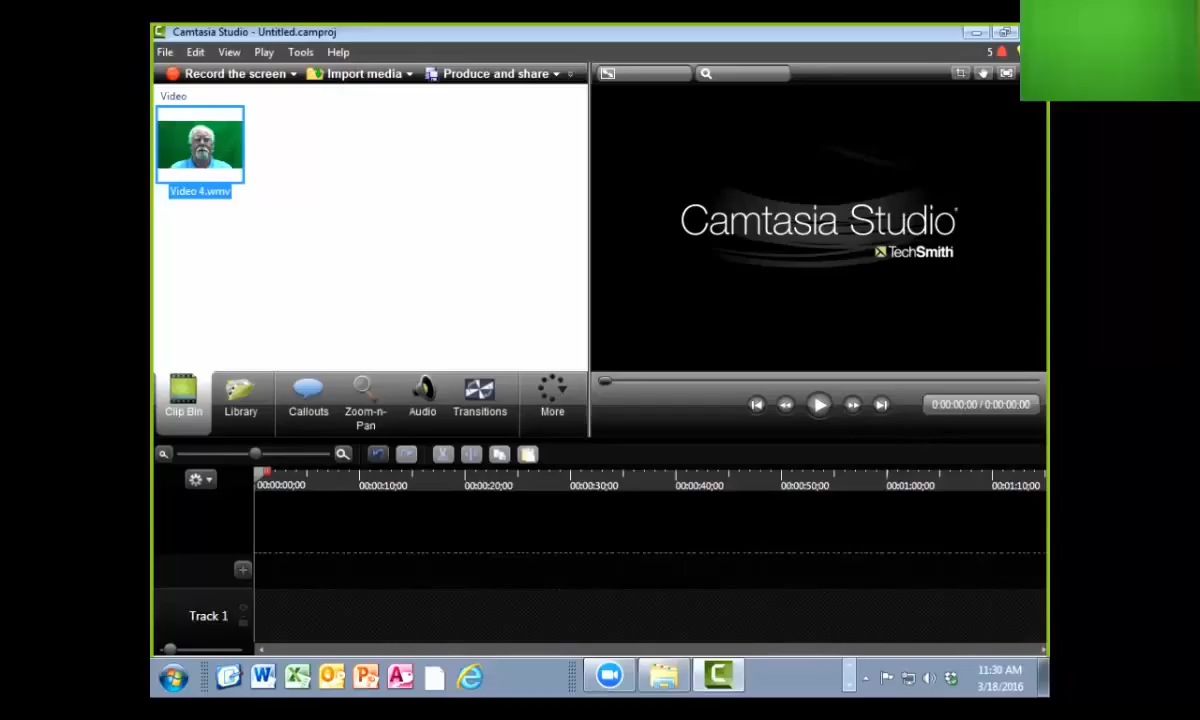 Camtasia Studio - Untitled.camproj
File Edit View Play Tools Help
5
Record the screen Import media Produce and share
Video
Video 4.wmv
Camtasia Studio
TechSmith
Clip Bin Library Callouts Zoom-n-Pan Audio Transitions More
0:00:00;00 / 0:00:00.00
00:00:00;00 00:00:10;00 00:00:20;00 00:00:30;00 00:00:40;00 00:00:50;00 00:01:00;00 00:01:10;00
Track 1
11:30 AM
3/18/2016